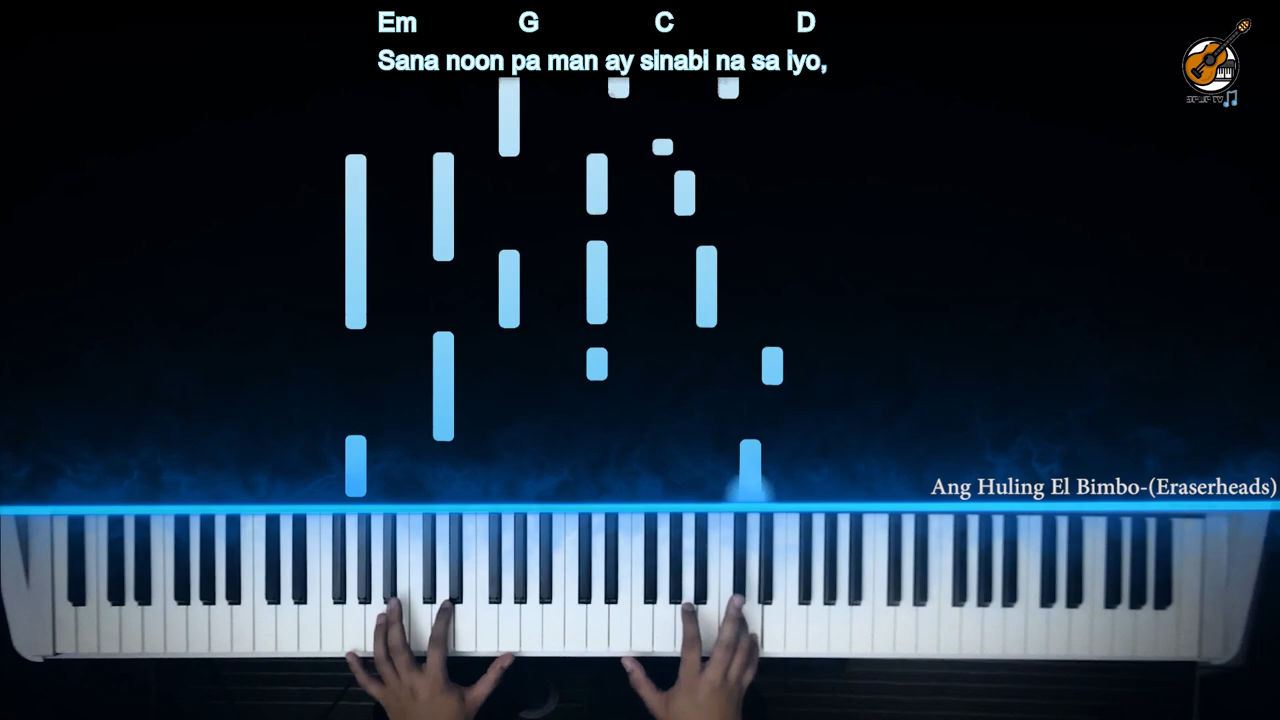 Em G C D
Sana noon pa man ay sinabi na sa iyo,
Ang Huling El Bimbo-(Eraserheads)